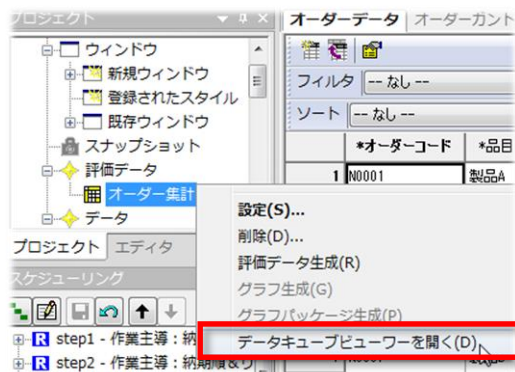 プロジェクト
オーダーデータ オーダーガント
ウィンドウ
新規ウィンドウ
登録されたスタイル
既存ウィンドウ
スナップショット
評価データ
オーダー集計
データ
フィルタ -- なし --
ソート -- なし --
*オーダーコード *品目
1 N0001 製品A
プロジェクト エディタ
スケジューリング
設定(S)...
削除(D)...
評価データ生成(R)
グラフ生成(G)
グラフパッケージ生成(P)
データキューブビューワーを開く(D)
step1 - 作業主導：納
step2 - 作業主導：納期順&リ